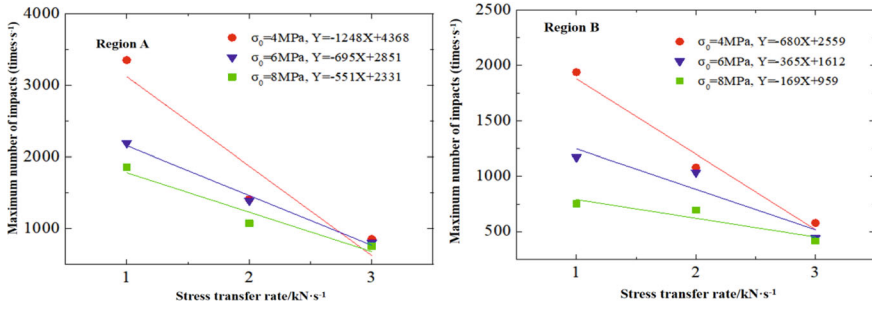 4000
3000
2000
1000
Maximum number of impacts (times·s⁻¹)
Region A
σ₀=4MPa, Y=-1248X+4368
σ₀=6MPa, Y=-695X+2851
σ₀=8MPa, Y=-551X+2331
1 2 3
Stress transfer rate/kN·s⁻¹
2500
2000
1500
1000
500
Maximum number of impacts (times·s⁻¹)
Region B
σ₀=4MPa, Y=-680X+2559
σ₀=6MPa, Y=-365X+1612
σ₀=8MPa, Y=-169X+959
1 2 3
Stress transfer rate/kN·s⁻¹